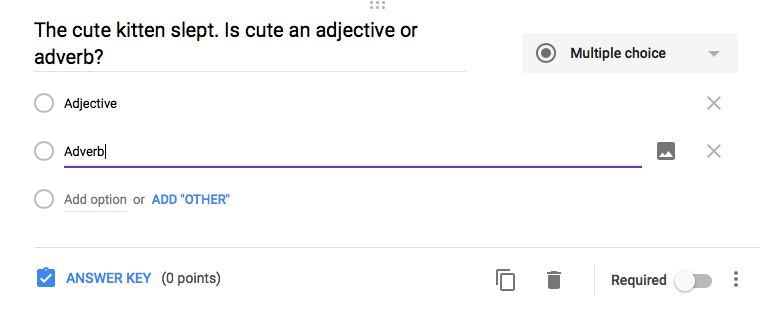 The cute kitten slept. Is cute an adjective or
adverb?
Multiple choice
Adjective
Adverb
Add option or ADD "OTHER"
ANSWER KEY (0 points)
Required